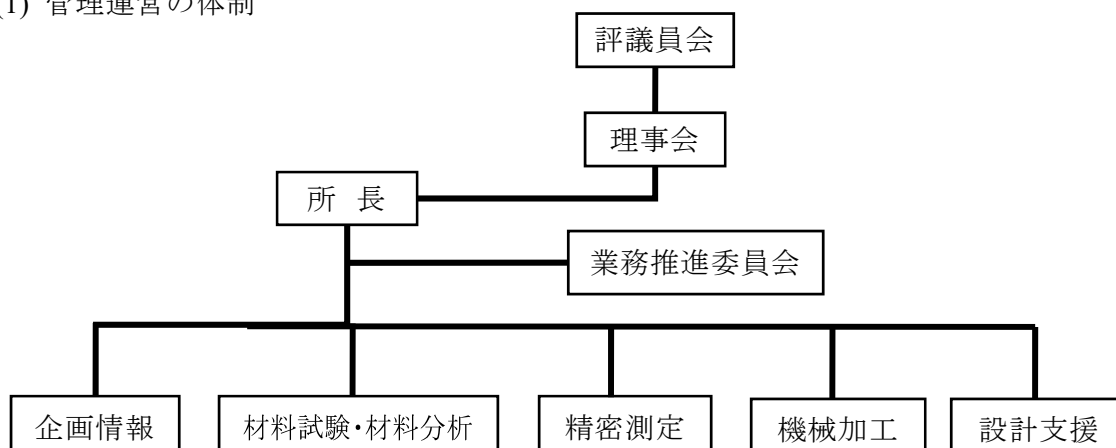 (1) 管理運営の体制
評議員会
理事会
所 長
業務推進委員会
企画情報
材料試験・材料分析
精密測定
機械加工
設計支援